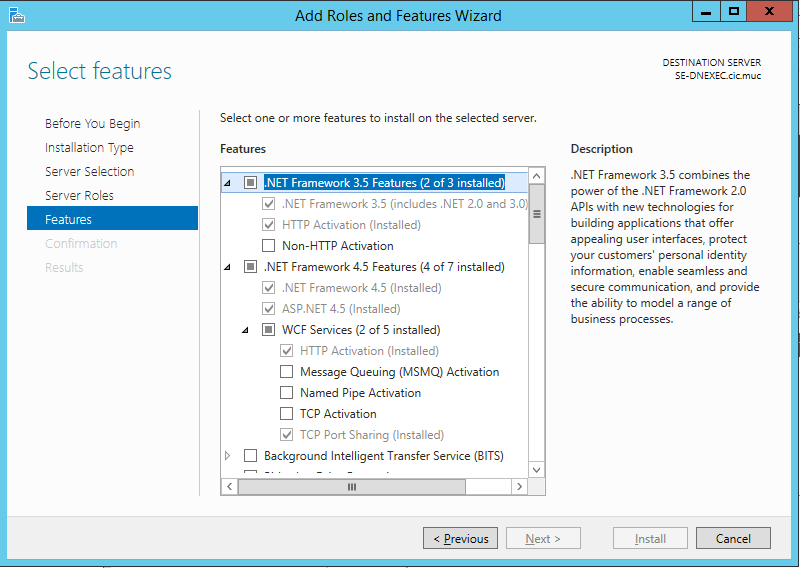 Add Roles and Features Wizard
Select features
DESTINATION SERVER
SE-DNEXEC.cic.muc
Before You Begin
Installation Type
Server Selection
Server Roles
Features
Confirmation
Results
Select one or more features to install on the selected server.
Features
.NET Framework 3.5 Features (2 of 3 installed)
.NET Framework 3.5 (includes .NET 2.0 and 3.0)
HTTP Activation (Installed)
Non-HTTP Activation
.NET Framework 4.5 Features (4 of 7 installed)
.NET Framework 4.5 (Installed)
ASP.NET 4.5 (Installed)
WCF Services (2 of 5 installed)
HTTP Activation (Installed)
Message Queuing (MSMQ) Activation
Named Pipe Activation
TCP Activation
TCP Port Sharing (Installed)
Background Intelligent Transfer Service (BITS)
Description
.NET Framework 3.5 combines the
power of the .NET Framework 2.0
APIs with new technologies for
building applications that offer
appealing user interfaces, protect
your customers' personal identity
information, enable seamless and
secure communication, and provide
the ability to model a range of
business processes.
< Previous
Next >
Install
Cancel